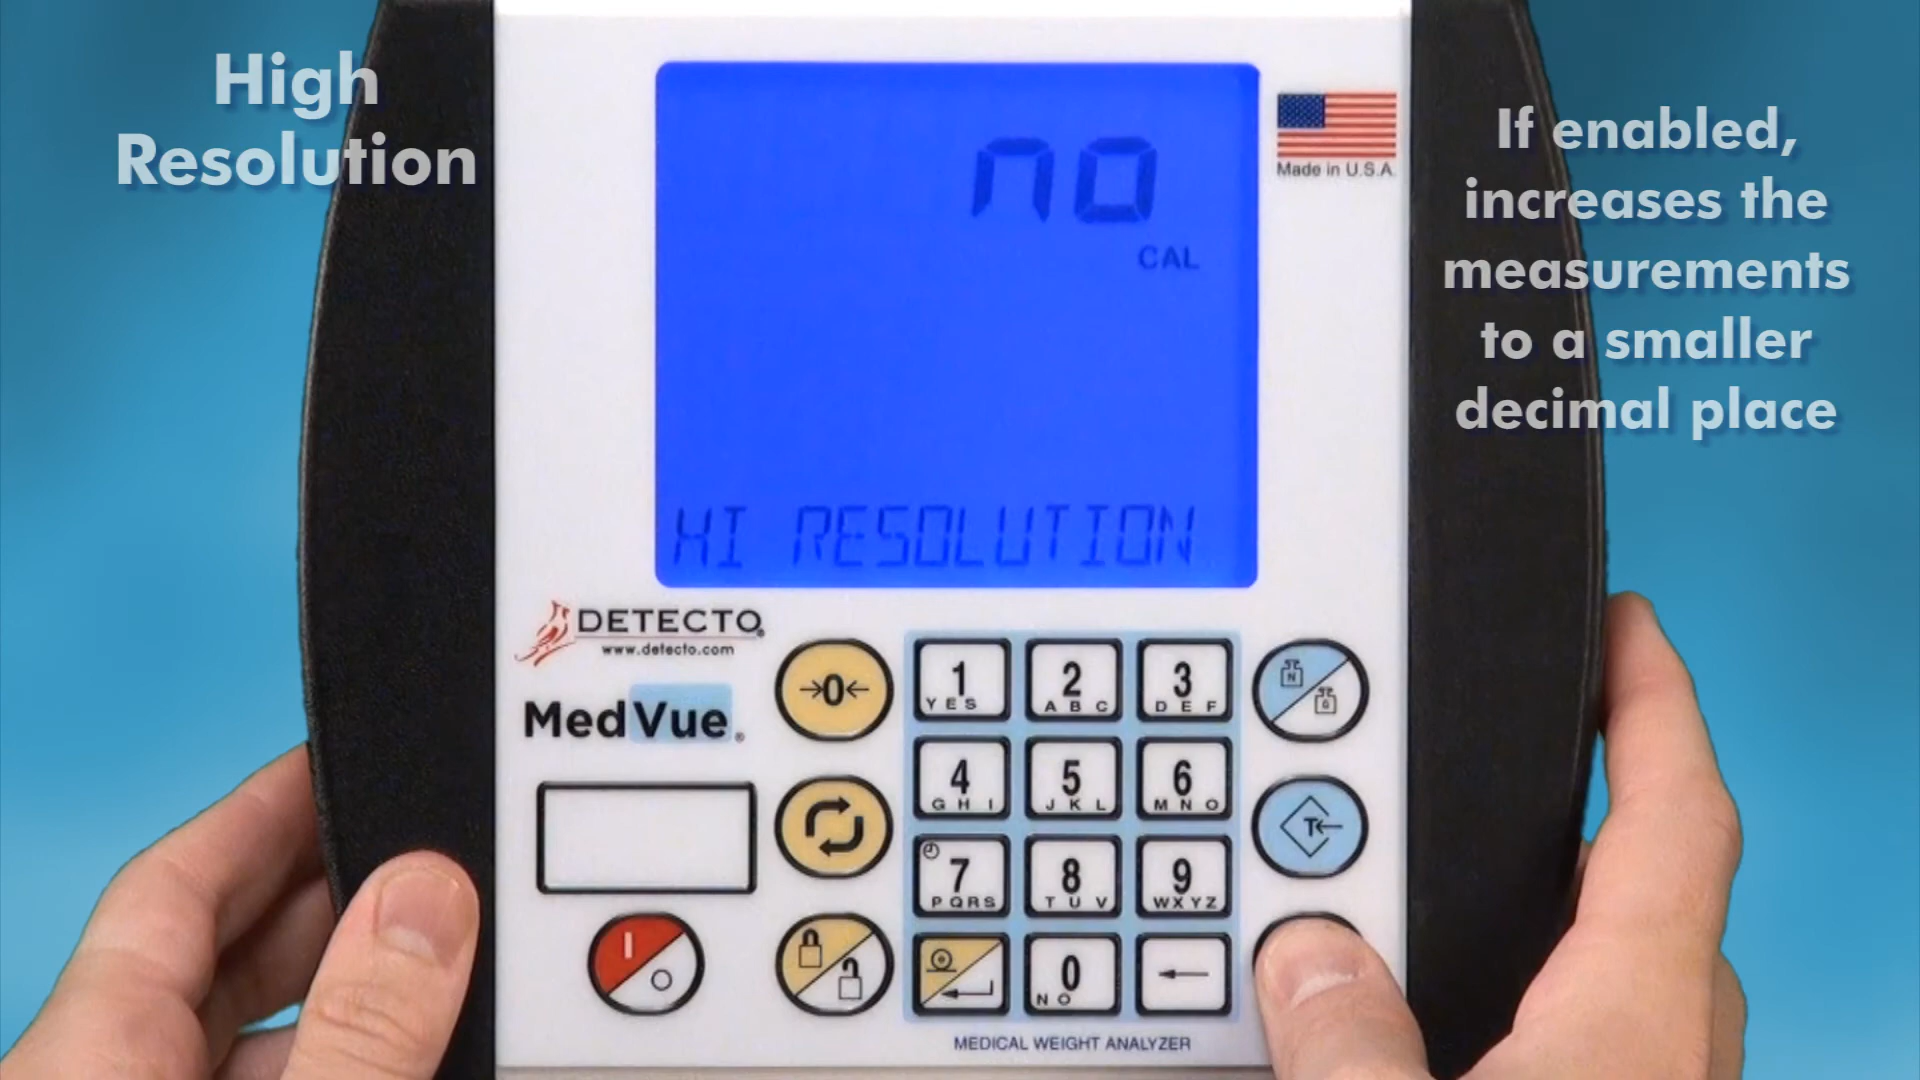 High
Resolution
If enabled,
increases the
measurements
to a smaller
decimal place
no
CAL
HI RESOLUTION
Made in U.S.A.
DETECTO®
www.detecto.com
MedVue®
→0←
1
YES
2
ABC
3
DEF
N
G
4
GHI
5
JKL
6
MNO
T
7
PQRS
8
TUV
9
WXYZ
0
NO
MEDICAL WEIGHT ANALYZER